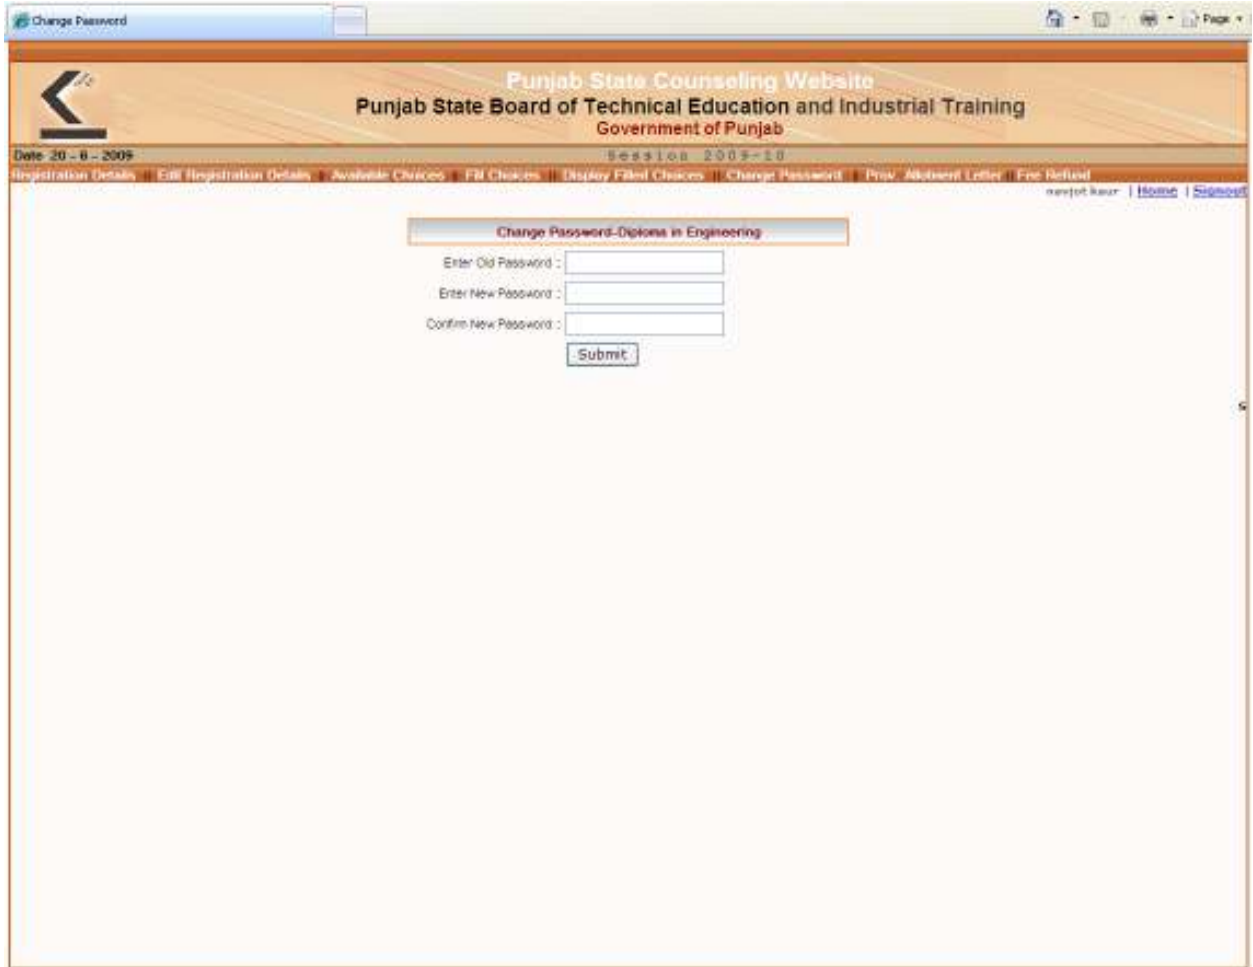 Change Password
Page
Punjab State Counseling Website
Punjab State Board of Technical Education and Industrial Training
Government of Punjab
Date 20 - 6 - 2009 Session 2009-10
Registration Details || Edit Registration Details || Available Choices || Fill Choices || Display Filled Choices || Change Password || Prov. Allotment Letter || Fee Refund
navjot kaur | Home | Signout
Change Password-Diploma in Engineering
Enter Old Password :
Enter New Password :
Confirm New Password :
Submit
S